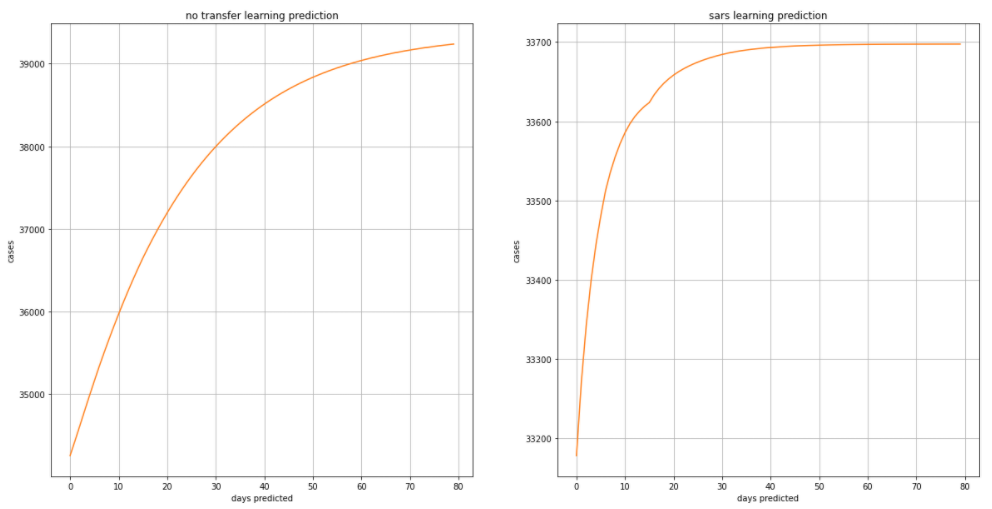 no transfer learning prediction
cases
39000
38000
37000
36000
35000
0 10 20 30 40 50 60 70 80
days predicted
sars learning prediction
cases
33700
33600
33500
33400
33300
33200
0 10 20 30 40 50 60 70 80
days predicted